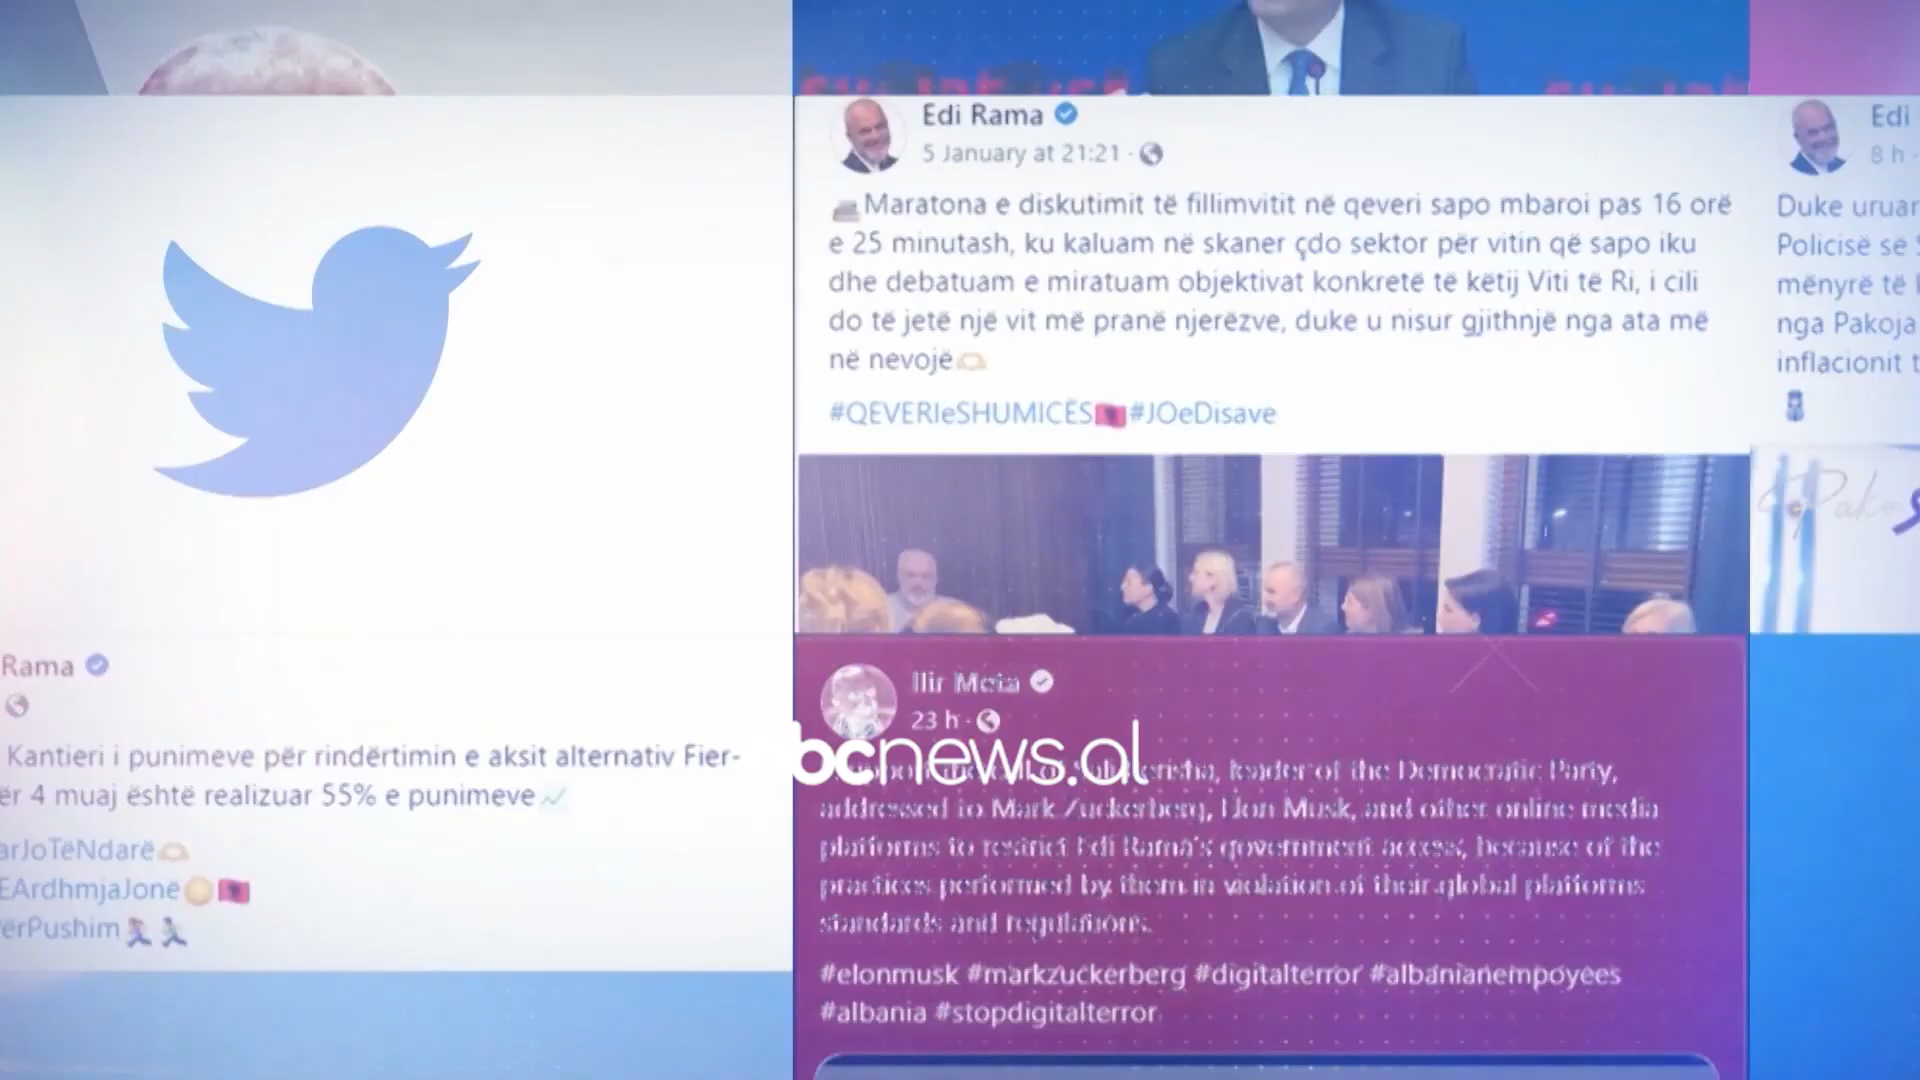 Edi Rama
5 January at 21:21 ·
Maratona e diskutimit të fillimvitit në qeveri sapo mbaroi pas 16 orë
e 25 minutash, ku kaluam në skaner çdo sektor për vitin që sapo iku
dhe debatuam e miratuam objektivat konkretë të këtij Viti të Ri, i cili
do të jetë një vit më pranë njerëzve, duke u nisur gjithnjë nga ata më
në nevojë
#QEVERIeSHUMICËS #JOeDisave
Edi
8 h ·
Duke uruar
Policisë së
mënyrë të
nga Pakoja
inflacionit
Pako
Rama
Kantieri i punimeve për rindërtimin e aksit alternativ Fier-
ër 4 muaj është realizuar 55% e punimeve
arJoTëNdarë
EArdhmjaJonë
ërPushim
Ilir Meta
23 h ·
bcnews.al
leader of the Democratic Party,
addressed to Mark Zuckerberg, Elon Musk, and other online media
platforms to restrict Edi Rama's government access, because of the
practices performed by them in violation of their global platforms
standards and regulations.
#elonmusk #markzuckerberg #digitalterror #albanianempoyees
#albania #stopdigitalterror